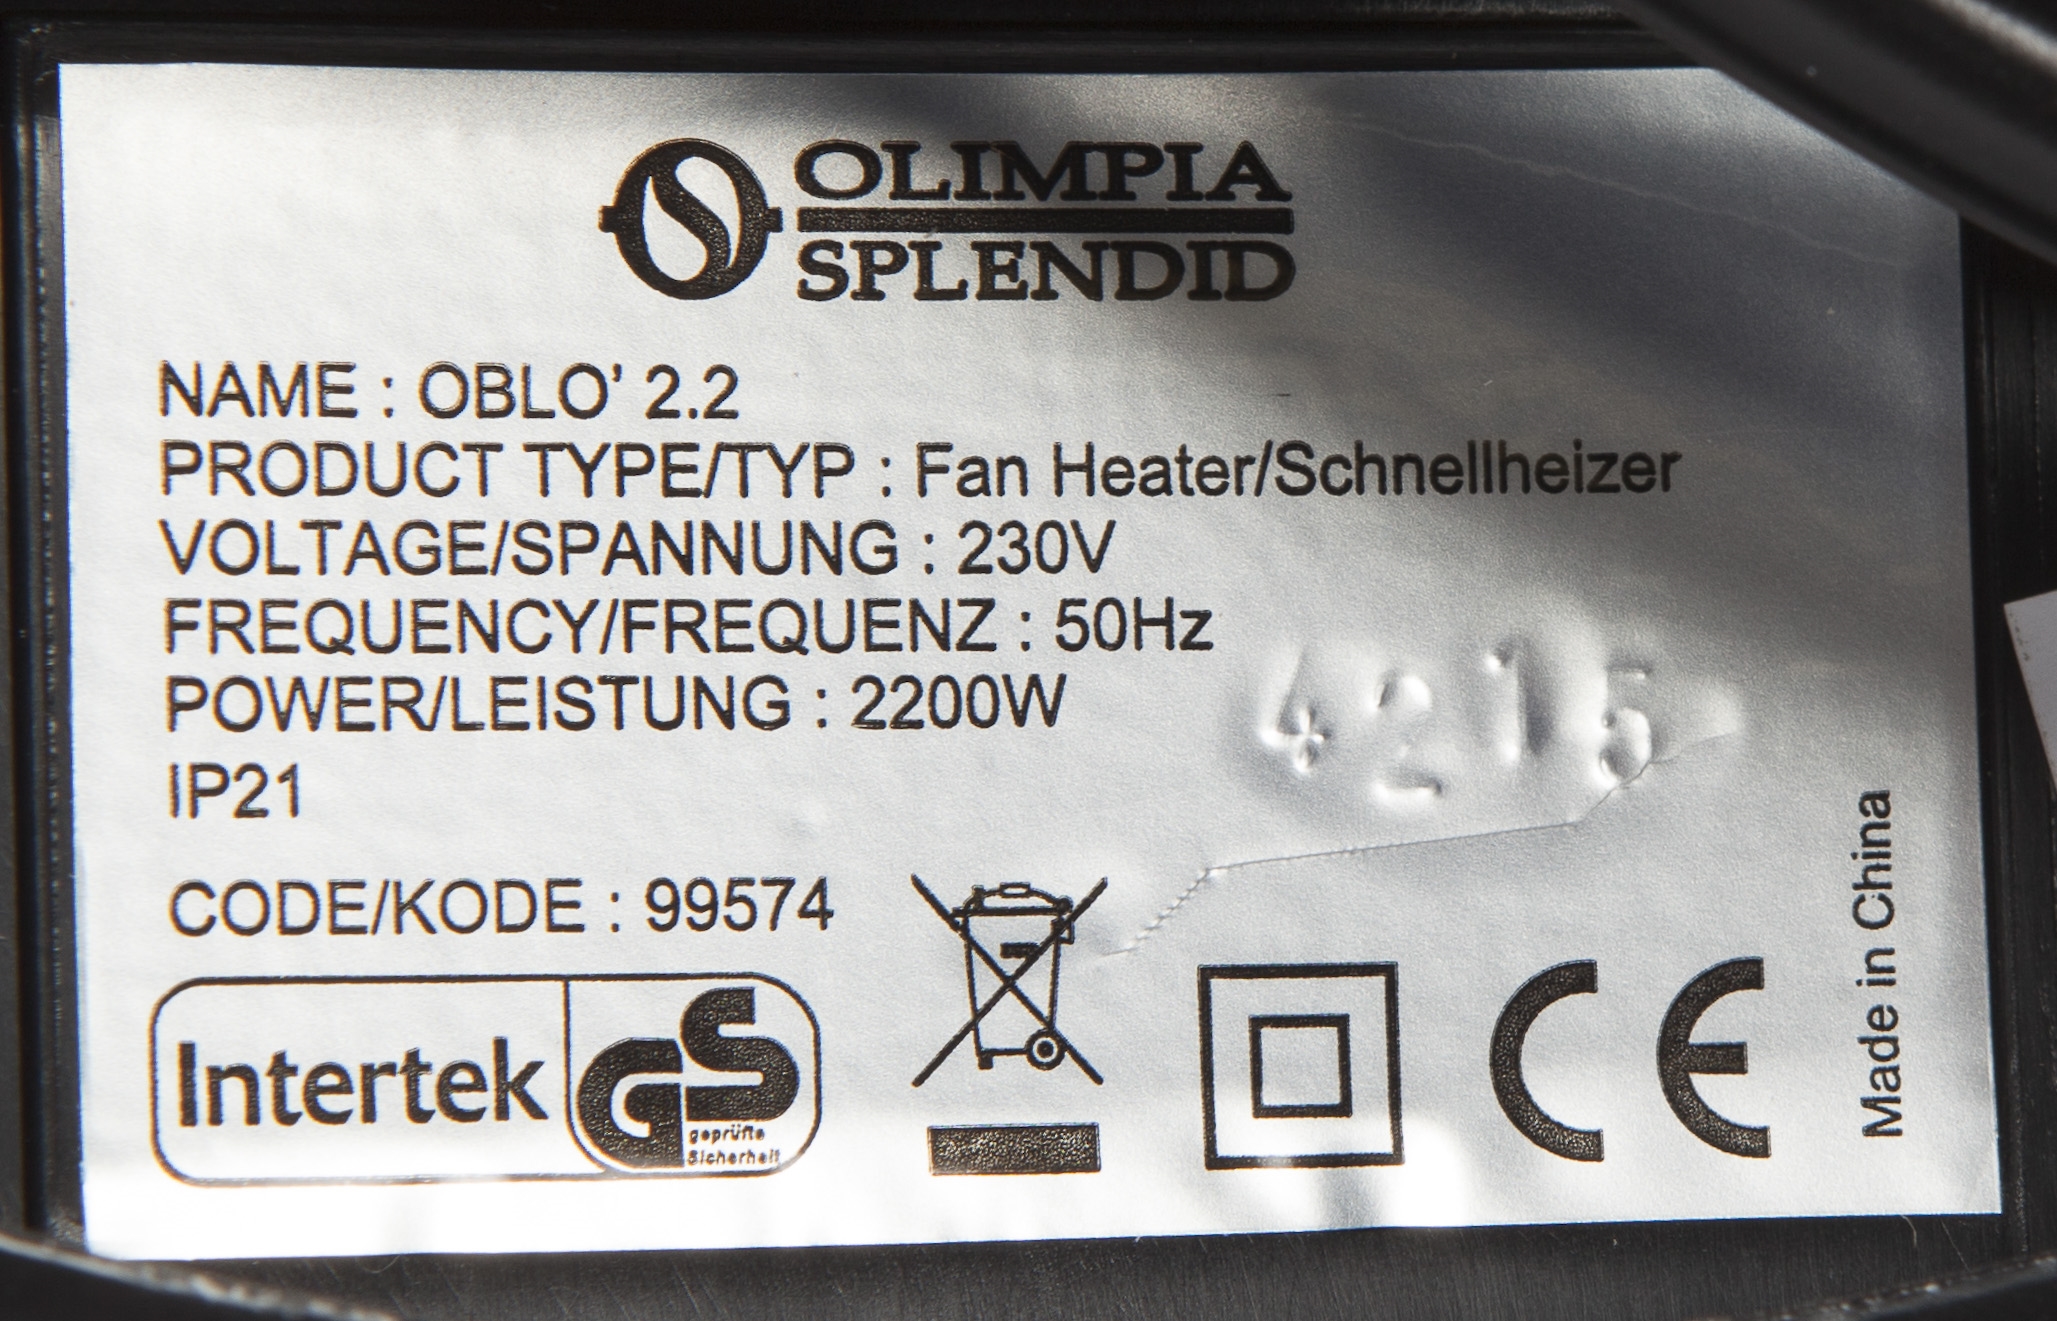 OLIMPIA
SPLENDID
NAME : OBLO' 2.2
PRODUCT TYPE/TYP : Fan Heater/Schnellheizer
VOLTAGE/SPANNUNG : 230V
FREQUENCY/FREQUENZ : 50Hz
POWER/LEISTUNG : 2200W
4215
IP21
CODE/KODE : 99574
Intertek
GS
geprüfte
Sicherheit
CE
Made in China